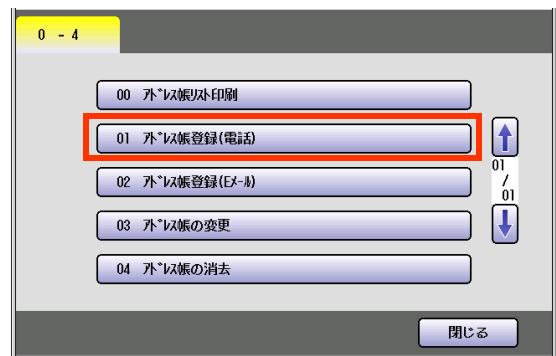 0 - 4
00 ｱﾄﾞﾚｽ帳ﾘｽﾄ印刷
01 ｱﾄﾞﾚｽ帳登録(電話)
01
/
01
02 ｱﾄﾞﾚｽ帳登録(Eﾒｰﾙ)
03 ｱﾄﾞﾚｽ帳の変更
04 ｱﾄﾞﾚｽ帳の消去
閉じる